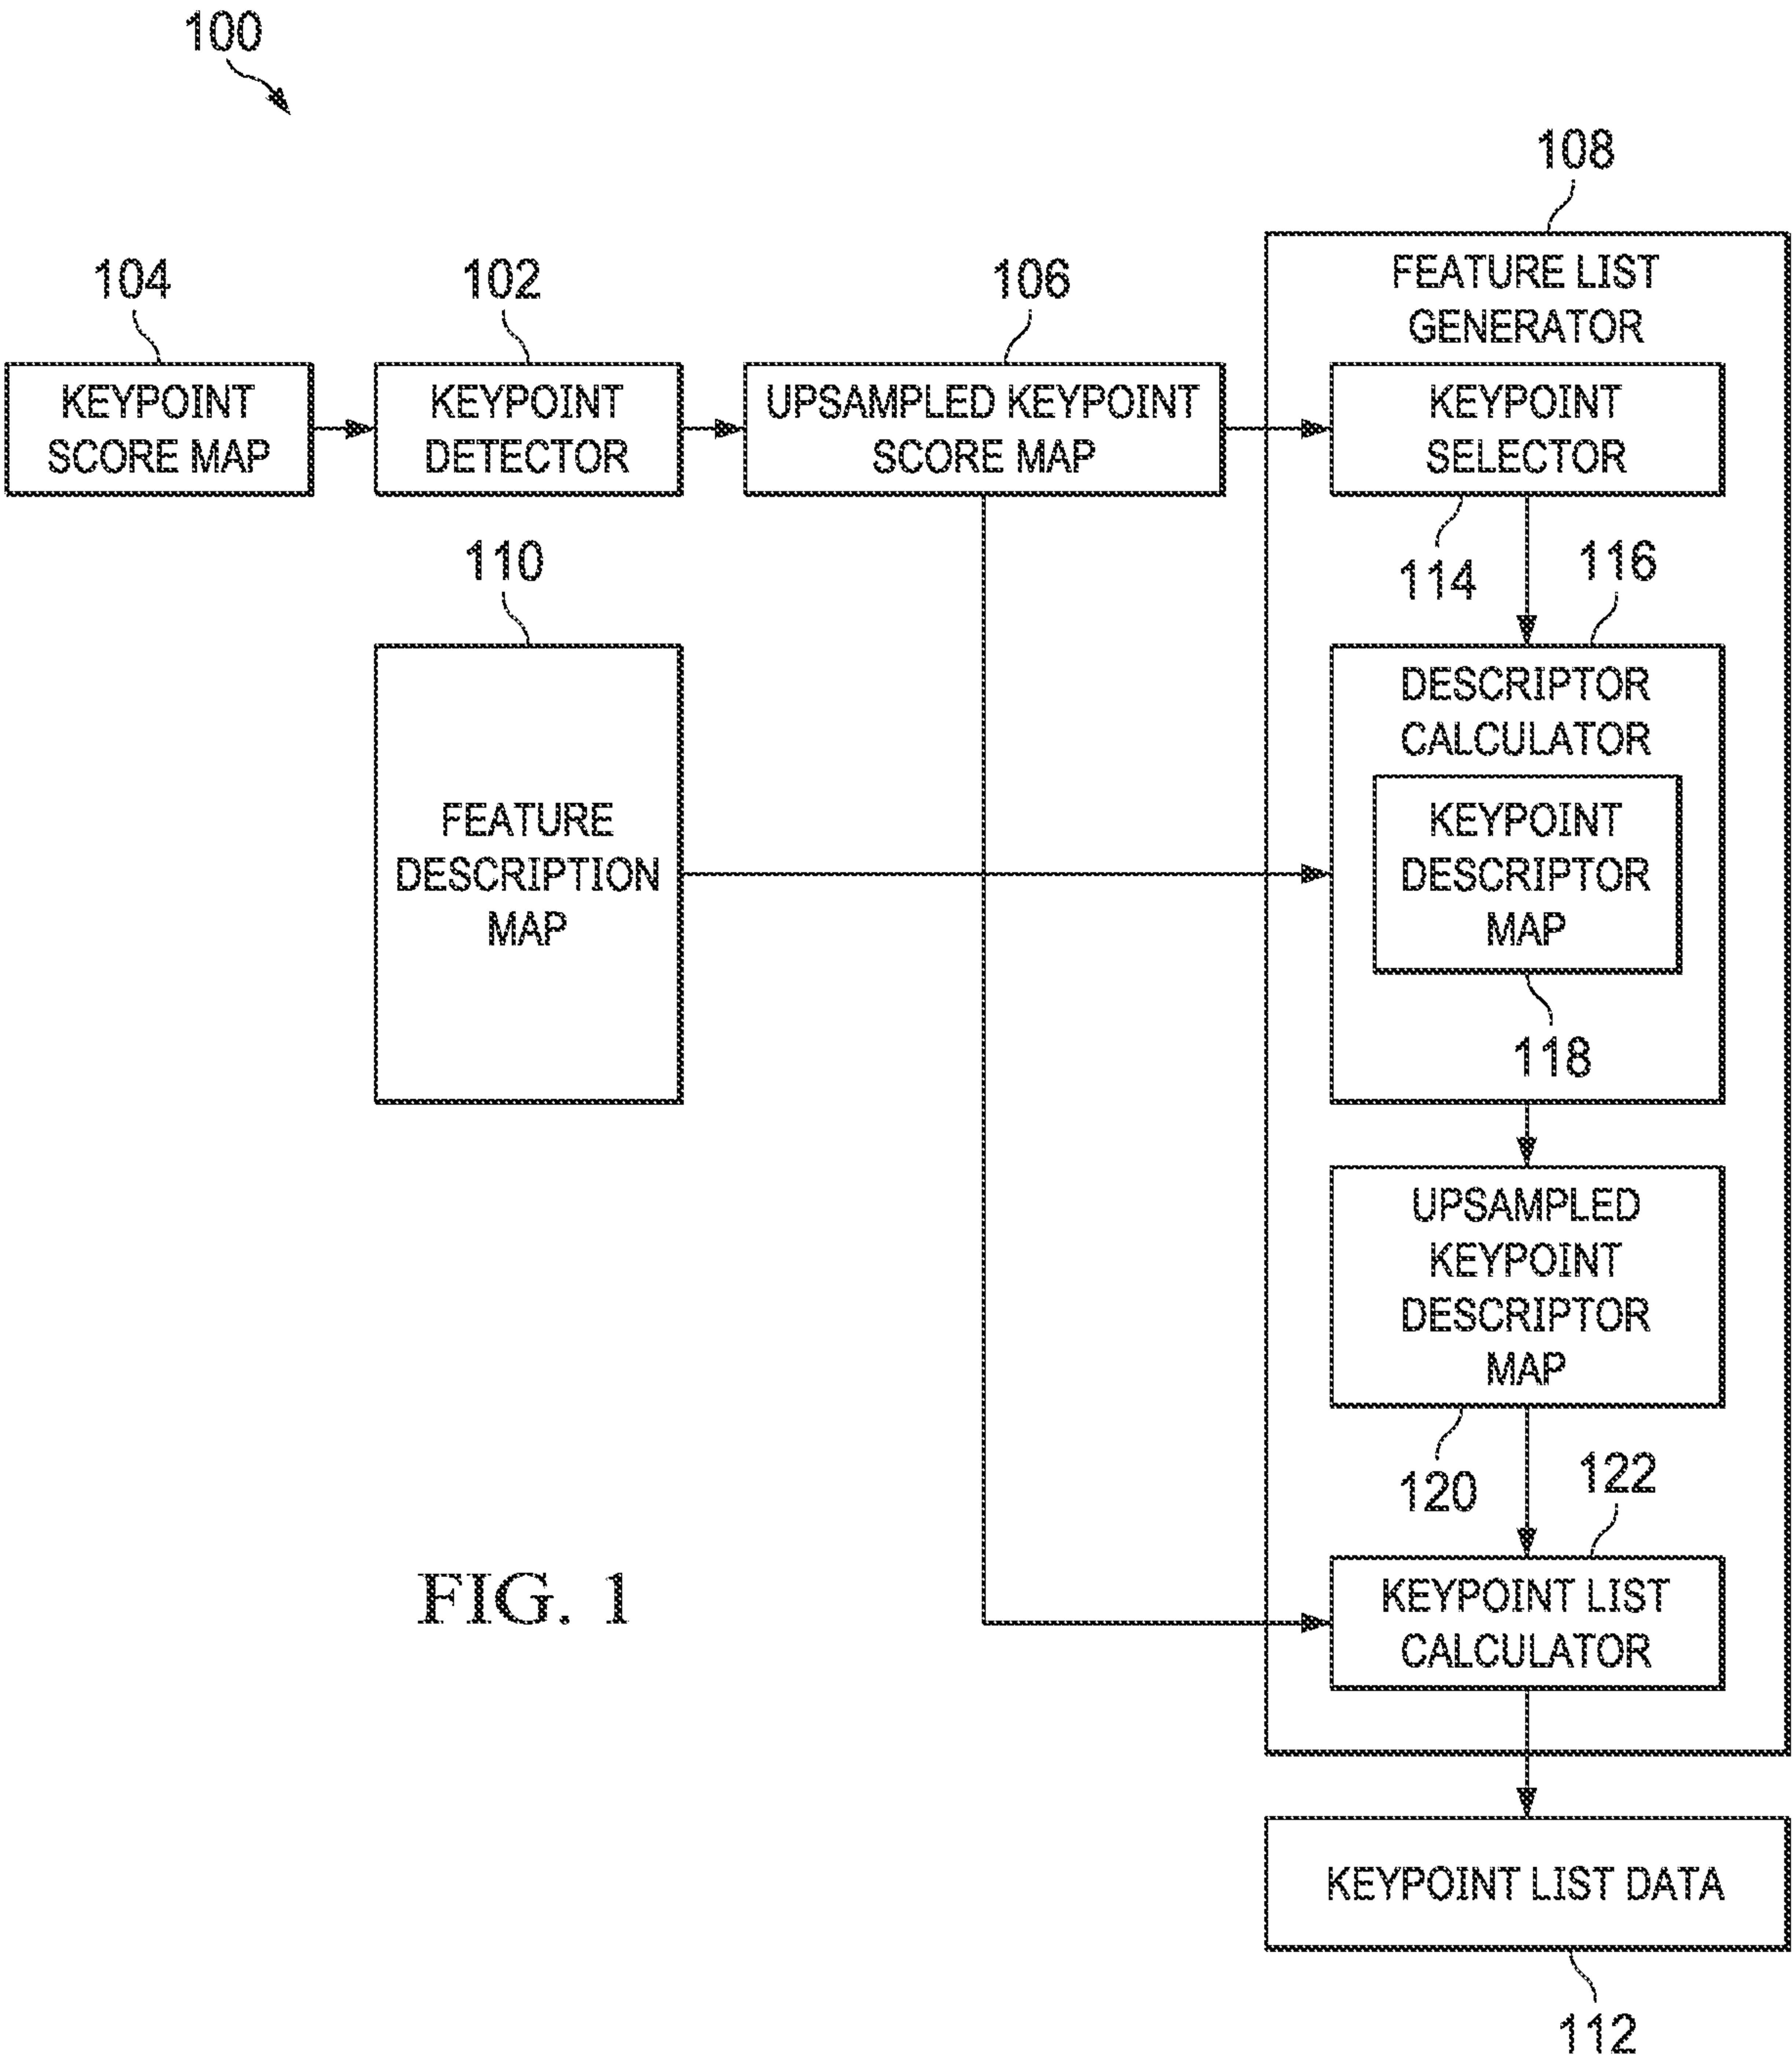 100
108
104
102
106
FEATURE LIST
GENERATOR
KEYPOINT
SCORE MAP
KEYPOINT
DETECTOR
UPSAMPLED KEYPOINT
SCORE MAP
KEYPOINT
SELECTOR
110
114
116
FEATURE
DESCRIPTION
MAP
DESCRIPTOR
CALCULATOR
KEYPOINT
DESCRIPTOR
MAP
118
UPSAMPLED
KEYPOINT
DESCRIPTOR
MAP
120
122
FIG. 1
KEYPOINT LIST
CALCULATOR
KEYPOINT LIST DATA
112